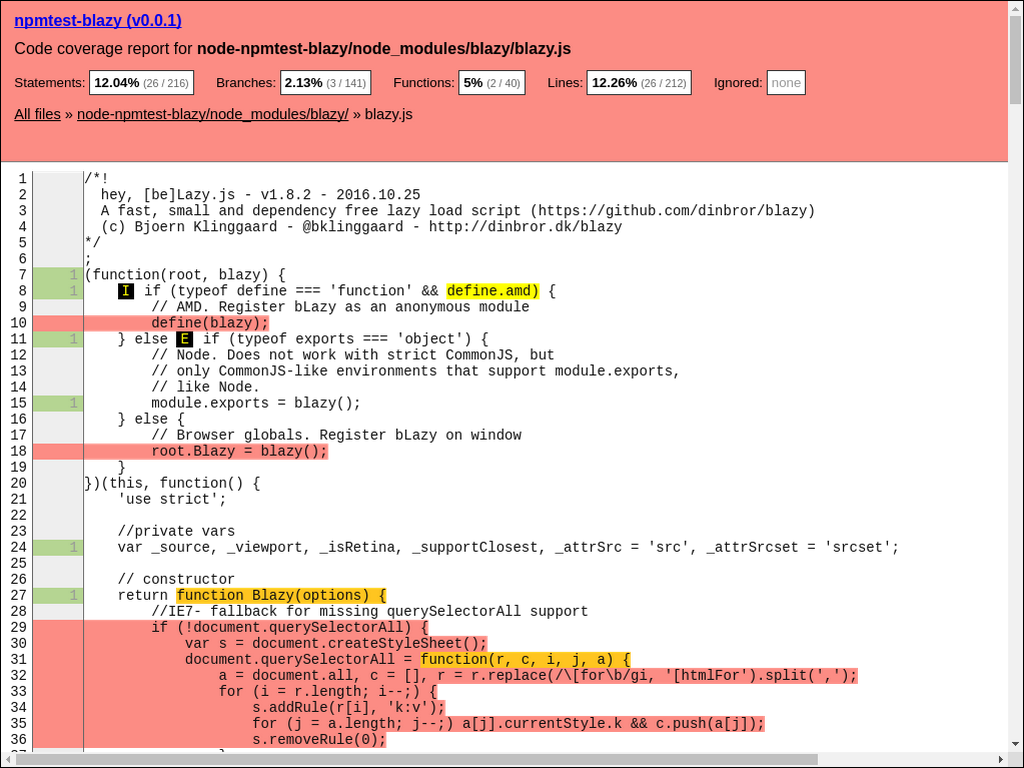 npmtest-blazy (v0.0.1)
Code coverage report for node-npmtest-blazy/node_modules/blazy/blazy.js
Statements: 12.04% (26 / 216) Branches: 2.13% (3 / 141) Functions: 5% (2 / 40) Lines: 12.26% (26 / 212) Ignored: none
All files » node-npmtest-blazy/node_modules/blazy/ » blazy.js
1 /*!
2 hey, [be]Lazy.js - v1.8.2 - 2016.10.25
3 A fast, small and dependency free lazy load script (https://github.com/dinbror/blazy)
4 (c) Bjoern Klinggaard - @bklinggaard - http://dinbror.dk/blazy
5 */
6 ;
7 1 (function(root, blazy) {
8 1 I if (typeof define === 'function' && define.amd) {
9 // AMD. Register bLazy as an anonymous module
10 define(blazy);
11 1 } else E if (typeof exports === 'object') {
12 // Node. Does not work with strict CommonJS, but
13 // only CommonJS-like environments that support module.exports,
14 // like Node.
15 1 module.exports = blazy();
16 } else {
17 // Browser globals. Register bLazy on window
18 root.Blazy = blazy();
19 }
20 })(this, function() {
21 'use strict';
22
23 //private vars
24 1 var _source, _viewport, _isRetina, _supportClosest, _attrSrc = 'src', _attrSrcset = 'srcset';
25
26 // constructor
27 1 return function Blazy(options) {
28 //IE7- fallback for missing querySelectorAll support
29 if (!document.querySelectorAll) {
30 var s = document.createStyleSheet();
31 document.querySelectorAll = function(r, c, i, j, a) {
32 a = document.all, c = [], r = r.replace(/\[for\b/gi, '[htmlFor').split(',');
33 for (i = r.length; i--;) {
34 s.addRule(r[i], 'k:v');
35 for (j = a.length; j--;) a[j].currentStyle.k && c.push(a[j]);
36 s.removeRule(0);